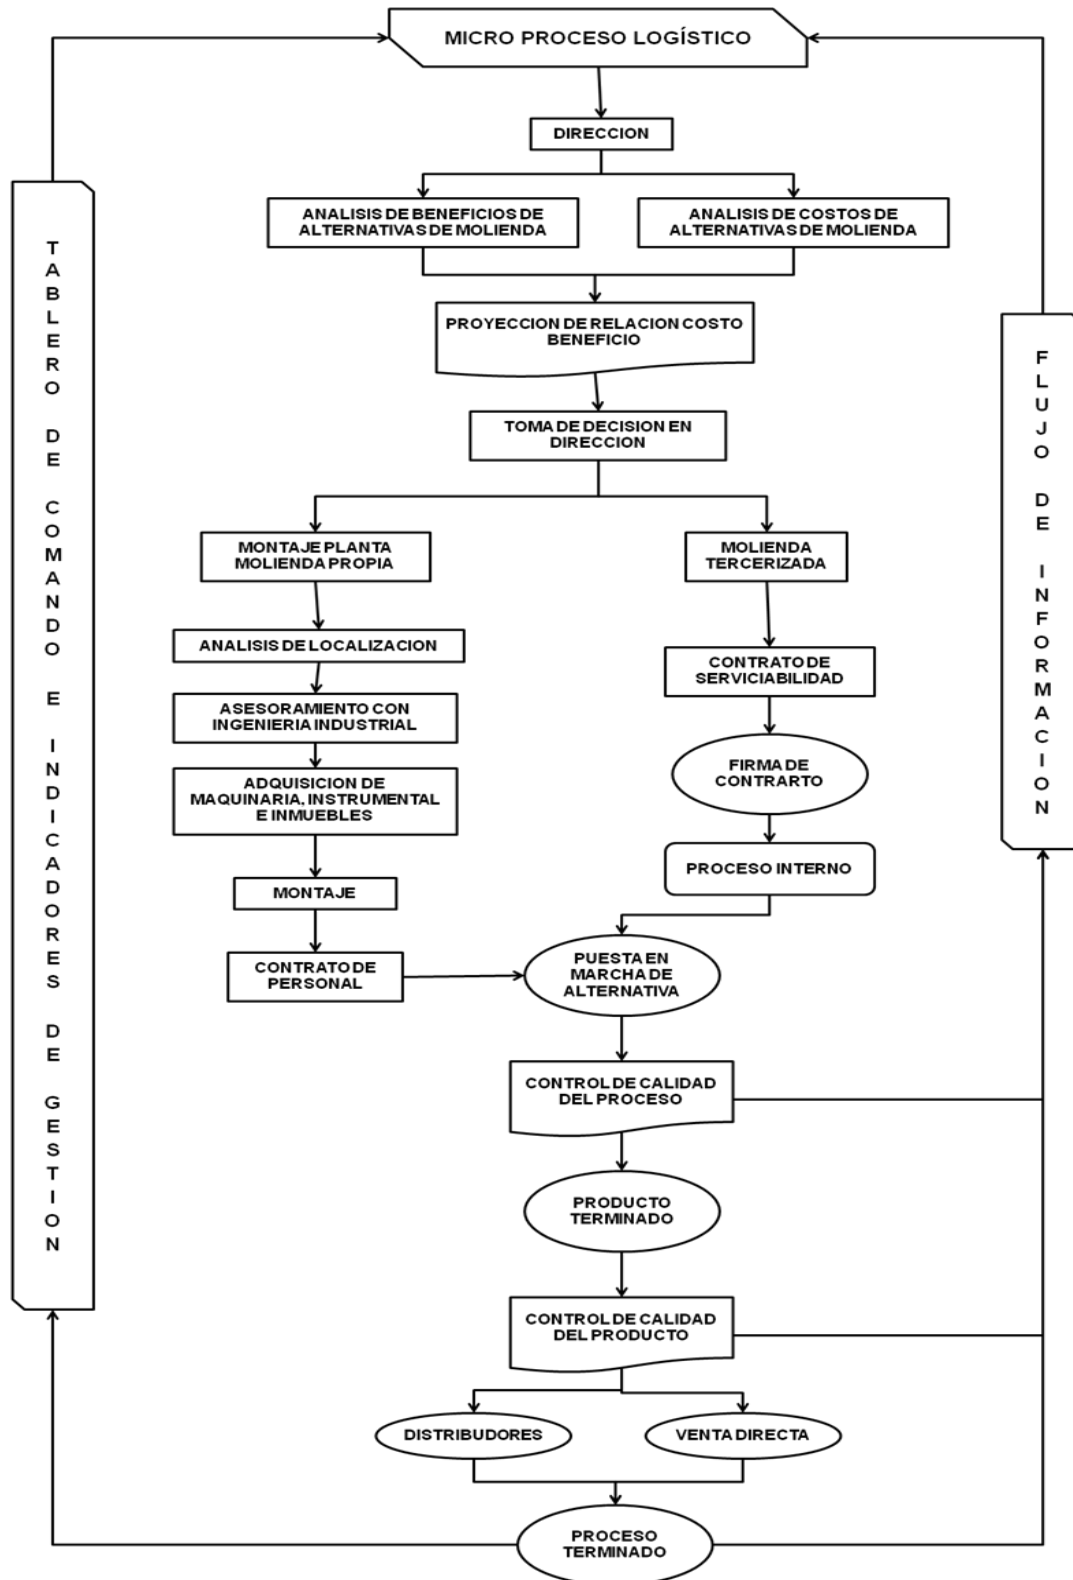 MICRO PROCESO LOGÍSTICO
DIRECCION
ANALISIS DE BENEFICIOS DE
ALTERNATIVAS DE MOLIENDA
ANALISIS DE COSTOS DE
ALTERNATIVAS DE MOLIENDA
PROYECCION DE RELACION COSTO
BENEFICIO
TOMA DE DECISION EN
DIRECCION
MONTAJE PLANTA
MOLIENDA PROPIA
MOLIENDA
TERCERIZADA
ANALISIS DE LOCALIZACION
CONTRATO DE
SERVICIABILIDAD
ASESORAMIENTO CON
INGENIERIA INDUSTRIAL
FIRMA DE
CONTRARTO
ADQUISICION DE
MAQUINARIA, INSTRUMENTAL
E INMUEBLES
PROCESO INTERNO
MONTAJE
CONTRATO DE
PERSONAL
PUESTA EN
MARCHA DE
ALTERNATIVA
CONTROL DE CALIDAD
DEL PROCESO
PRODUCTO
TERMINADO
CONTROL DE CALIDAD
DEL PRODUCTO
DISTRIBUDORES
VENTA DIRECTA
PROCESO
TERMINADO
TABLERO DE COMANDO E INDICADORES DE GESTION
FLUJO DE INFORMACION